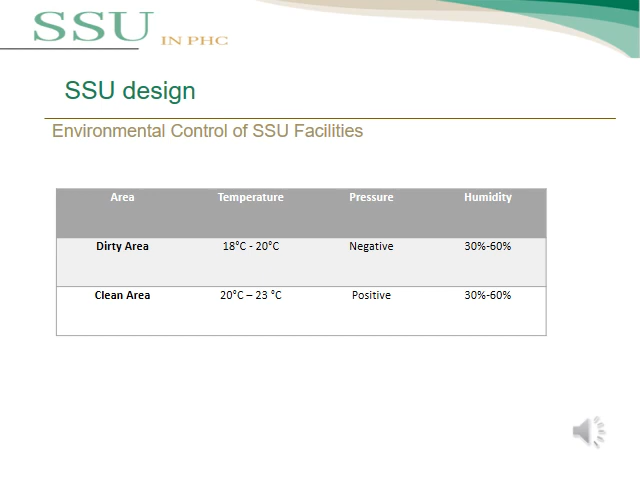 SSU IN PHC
SSU design
Environmental Control of SSU Facilities
Area Temperature Pressure Humidity
Dirty Area 18°C - 20°C Negative 30%-60%
Clean Area 20°C – 23 °C Positive 30%-60%